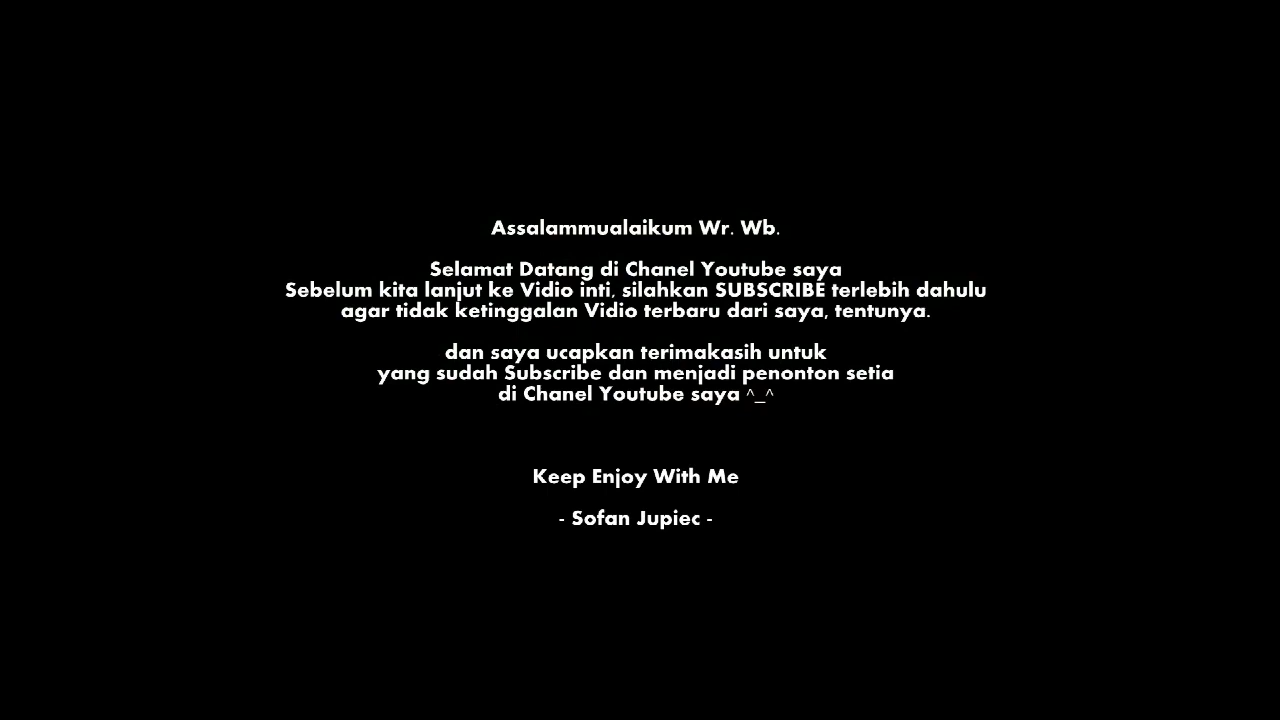 Assalammualaikum Wr. Wb.
Selamat Datang di Chanel Youtube saya
Sebelum kita lanjut ke Vidio inti, silahkan SUBSCRIBE terlebih dahulu
agar tidak ketinggalan Vidio terbaru dari saya, tentunya.
dan saya ucapkan terimakasih untuk
yang sudah Subscribe dan menjadi penonton setia
di Chanel Youtube saya ^_^
Keep Enjoy With Me
- Sofan Jupiec -